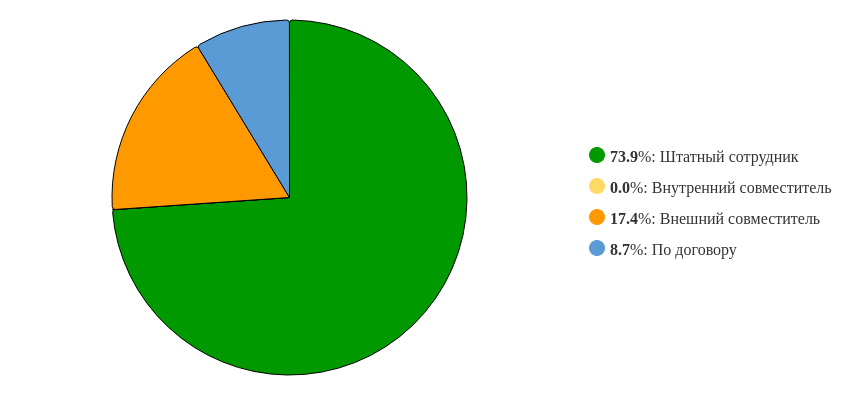 73.9%: Штатный сотрудник
0.0%: Внутренний совместитель
17.4%: Внешний совместитель
8.7%: По договору